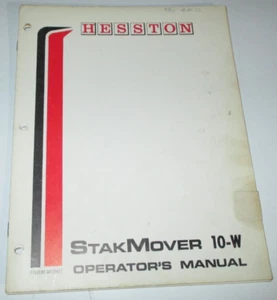 HESSTON
STAKMOVER 10-W
OPERATOR'S MANUAL